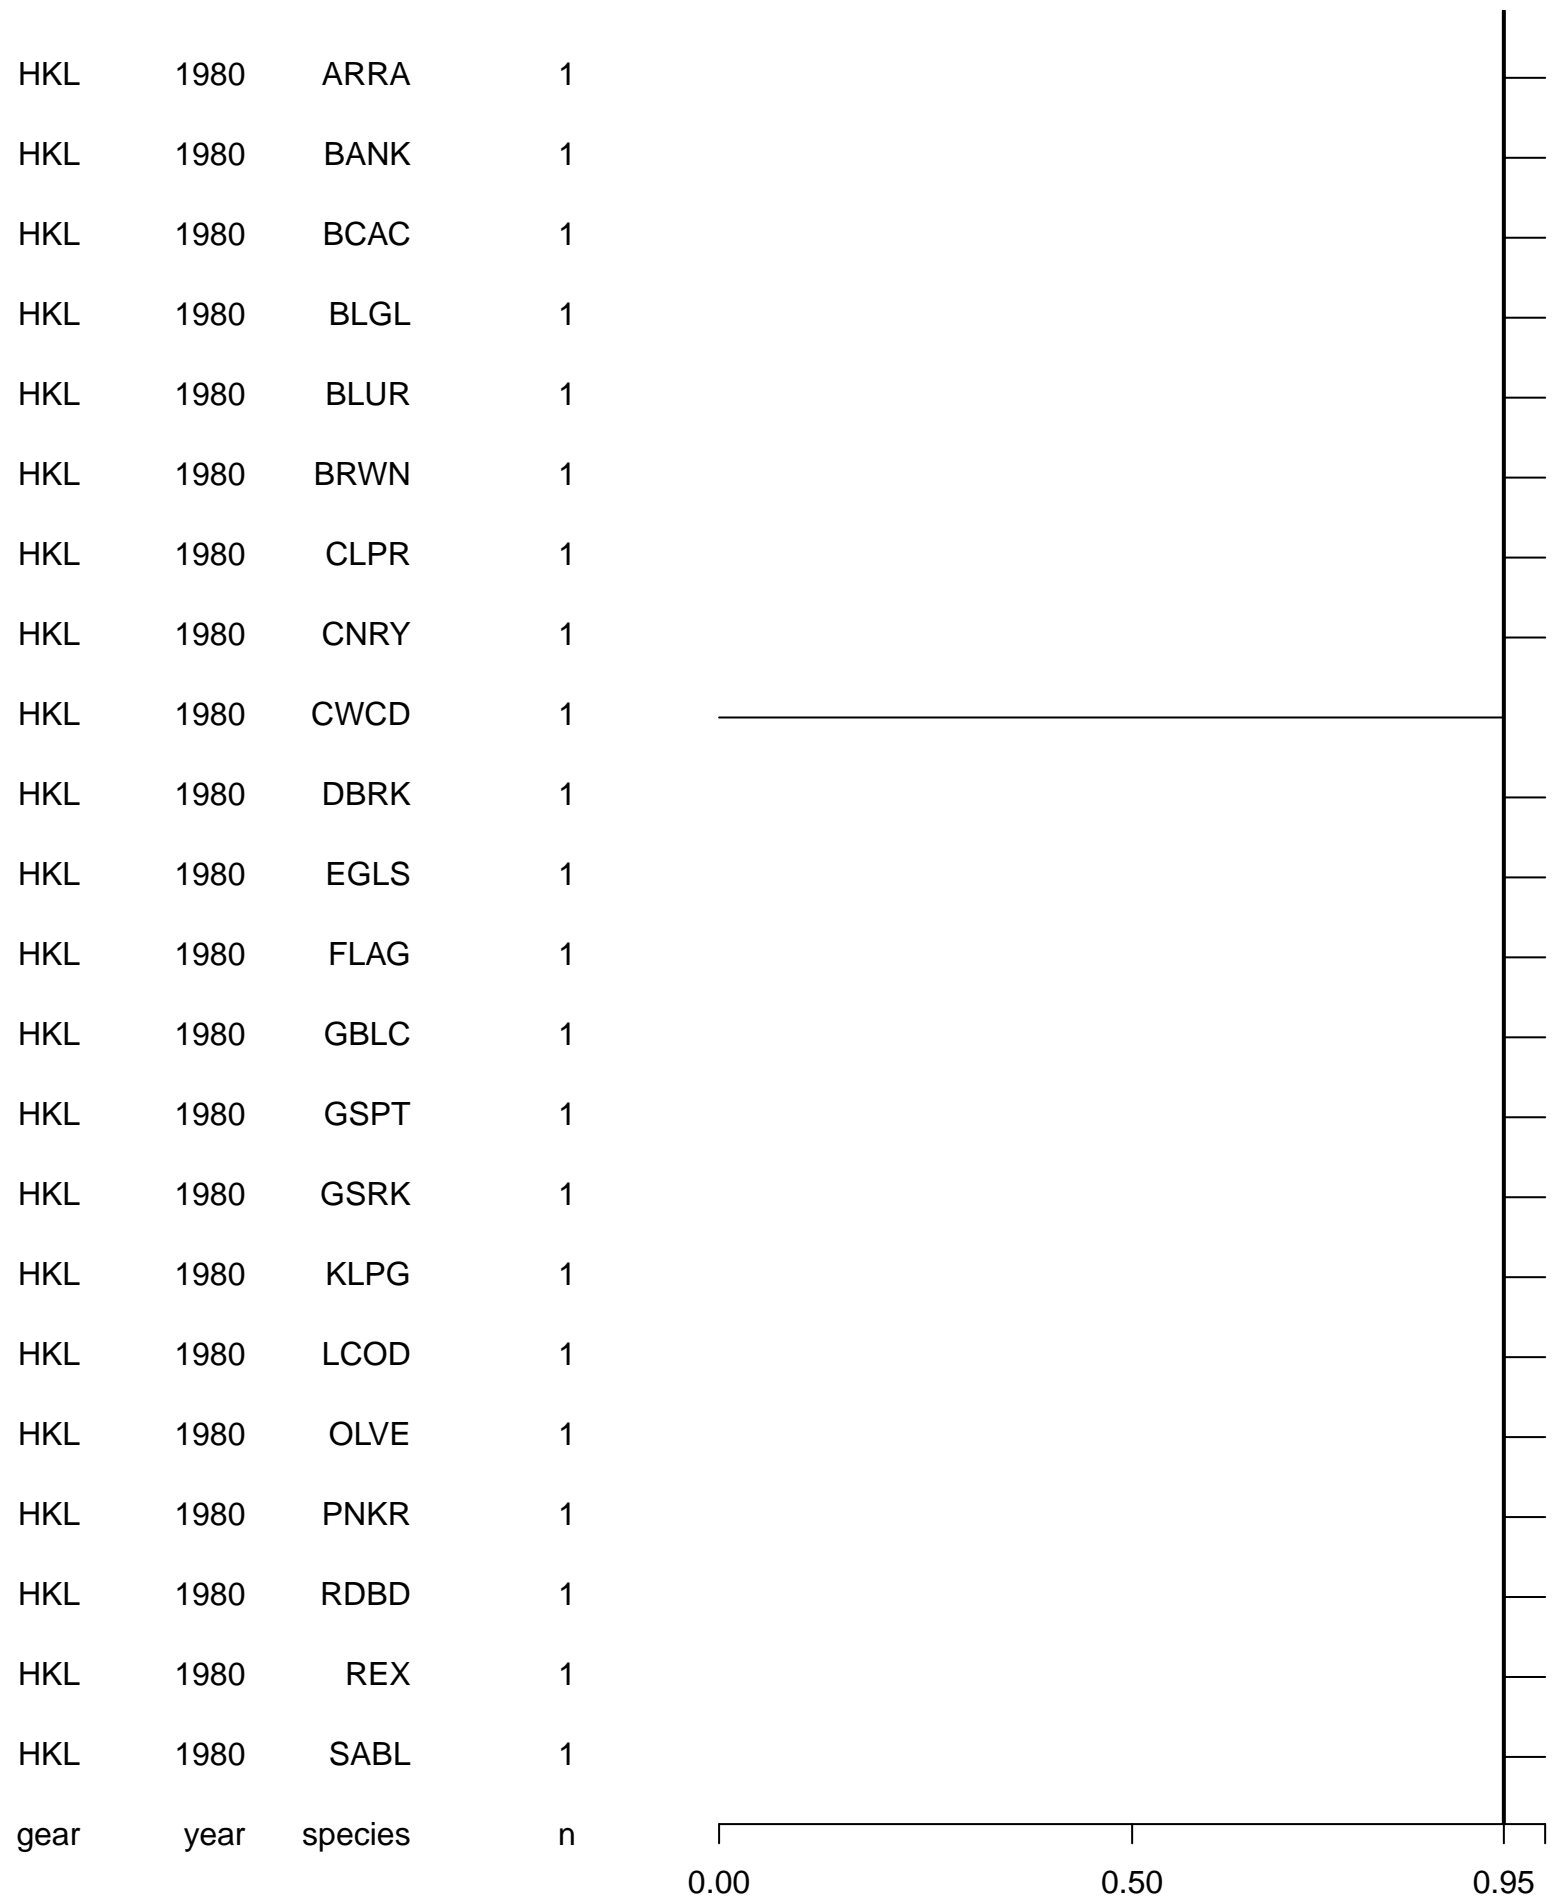 HKL 1980 ARRA 1
HKL 1980 BANK 1
HKL 1980 BCAC 1
HKL 1980 BLGL 1
HKL 1980 BLUR 1
HKL 1980 BRWN 1
HKL 1980 CLPR 1
HKL 1980 CNRY 1
HKL 1980 CWCD 1
HKL 1980 DBRK 1
HKL 1980 EGLS 1
HKL 1980 FLAG 1
HKL 1980 GBLC 1
HKL 1980 GSPT 1
HKL 1980 GSRK 1
HKL 1980 KLPG 1
HKL 1980 LCOD 1
HKL 1980 OLVE 1
HKL 1980 PNKR 1
HKL 1980 RDBD 1
HKL 1980 REX 1
HKL 1980 SABL 1
gear year species n
0.00 0.50 0.95